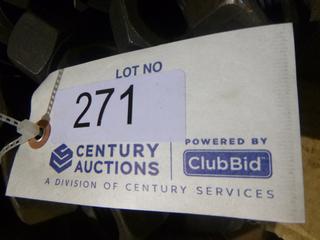 LOT NO
271
CENTURY
AUCTIONS
POWERED BY
ClubBid
A DIVISION OF CENTURY SERVICES